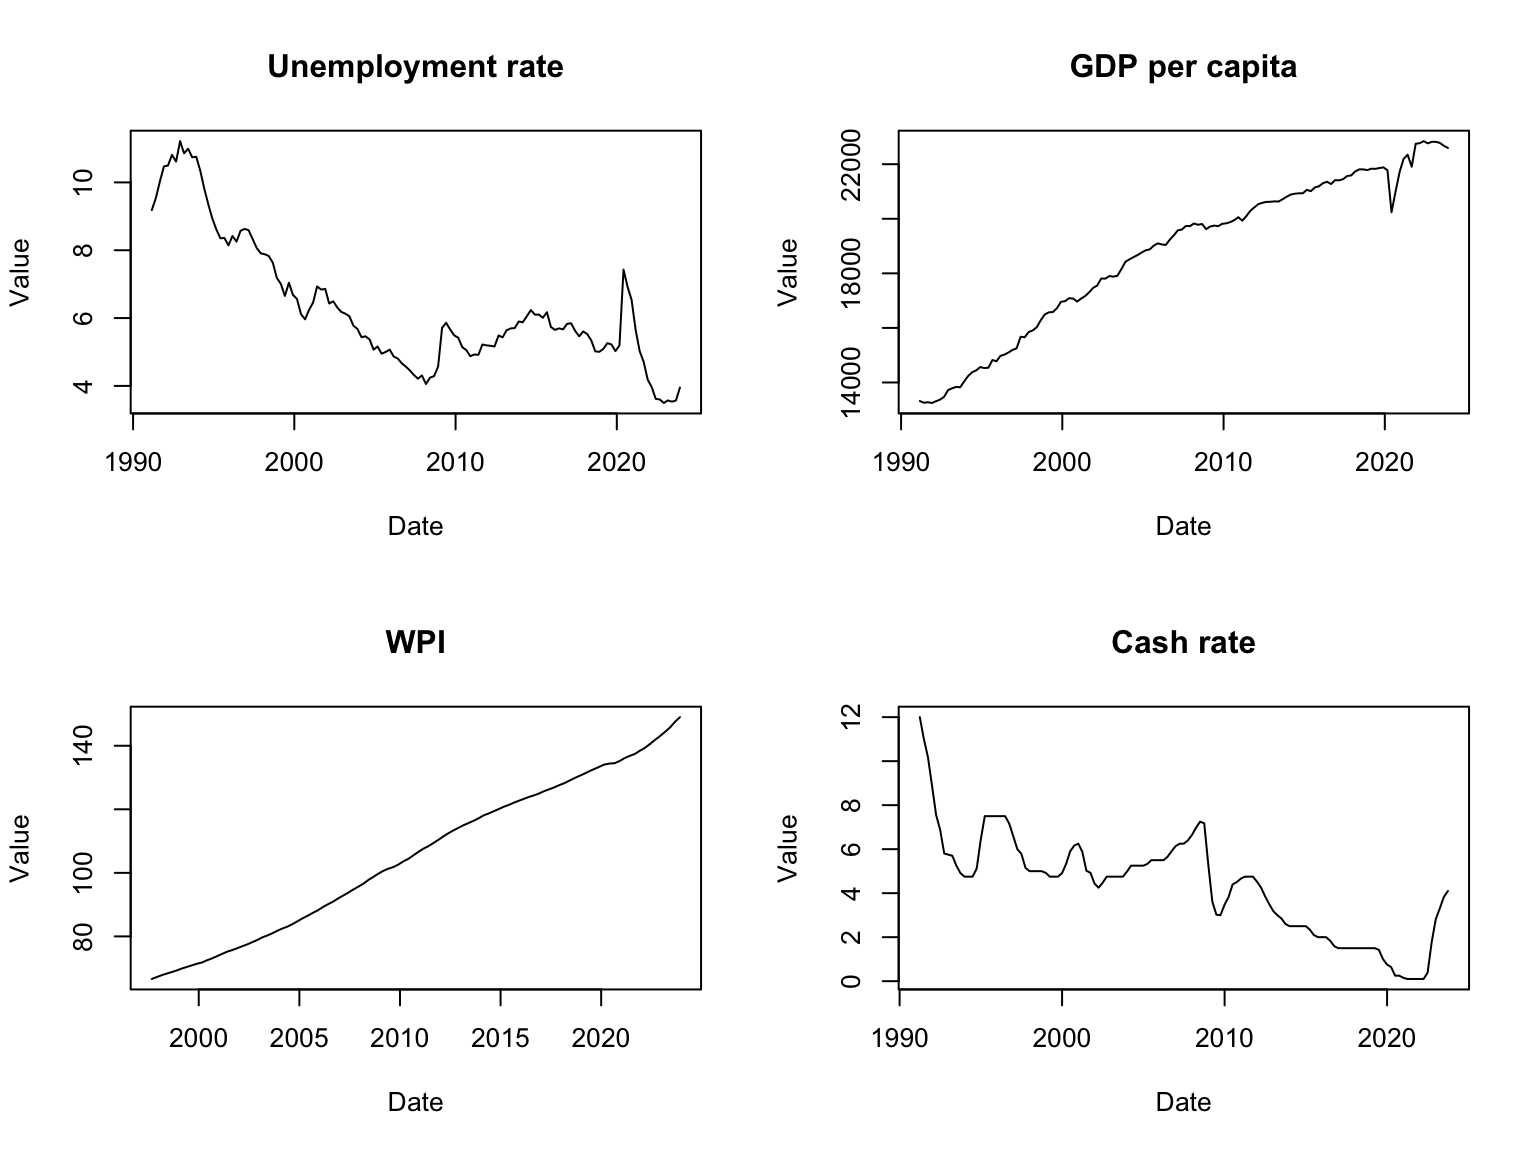 Unemployment rate
Value
10
8
6
4
1990 2000 2010 2020
Date
GDP per capita
Value
22000
18000
14000
1990 2000 2010 2020
Date
WPI
Value
140
100
80
2000 2005 2010 2015 2020
Date
Cash rate
Value
12
8
6
4
2
0
1990 2000 2010 2020
Date